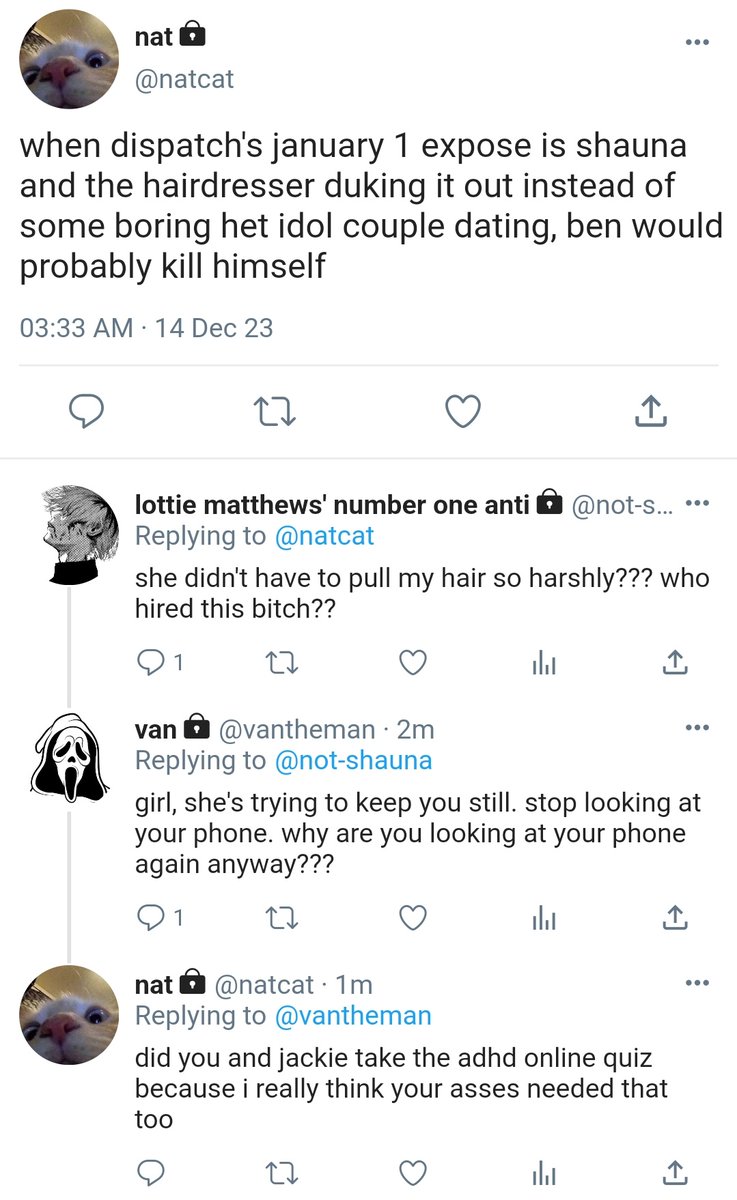 nat
@natcat
when dispatch's january 1 expose is shauna
and the hairdresser duking it out instead of
some boring het idol couple dating, ben would
probably kill himself
03:33 AM · 14 Dec 23
lottie matthews' number one anti @not-s...
Replying to @natcat
she didn't have to pull my hair so harshly??? who
hired this bitch??
1
van @vantheman · 2m
Replying to @not-shauna
girl, she's trying to keep you still. stop looking at
your phone. why are you looking at your phone
again anyway???
1
nat @natcat · 1m
Replying to @vantheman
did you and jackie take the adhd online quiz
because i really think your asses needed that
too